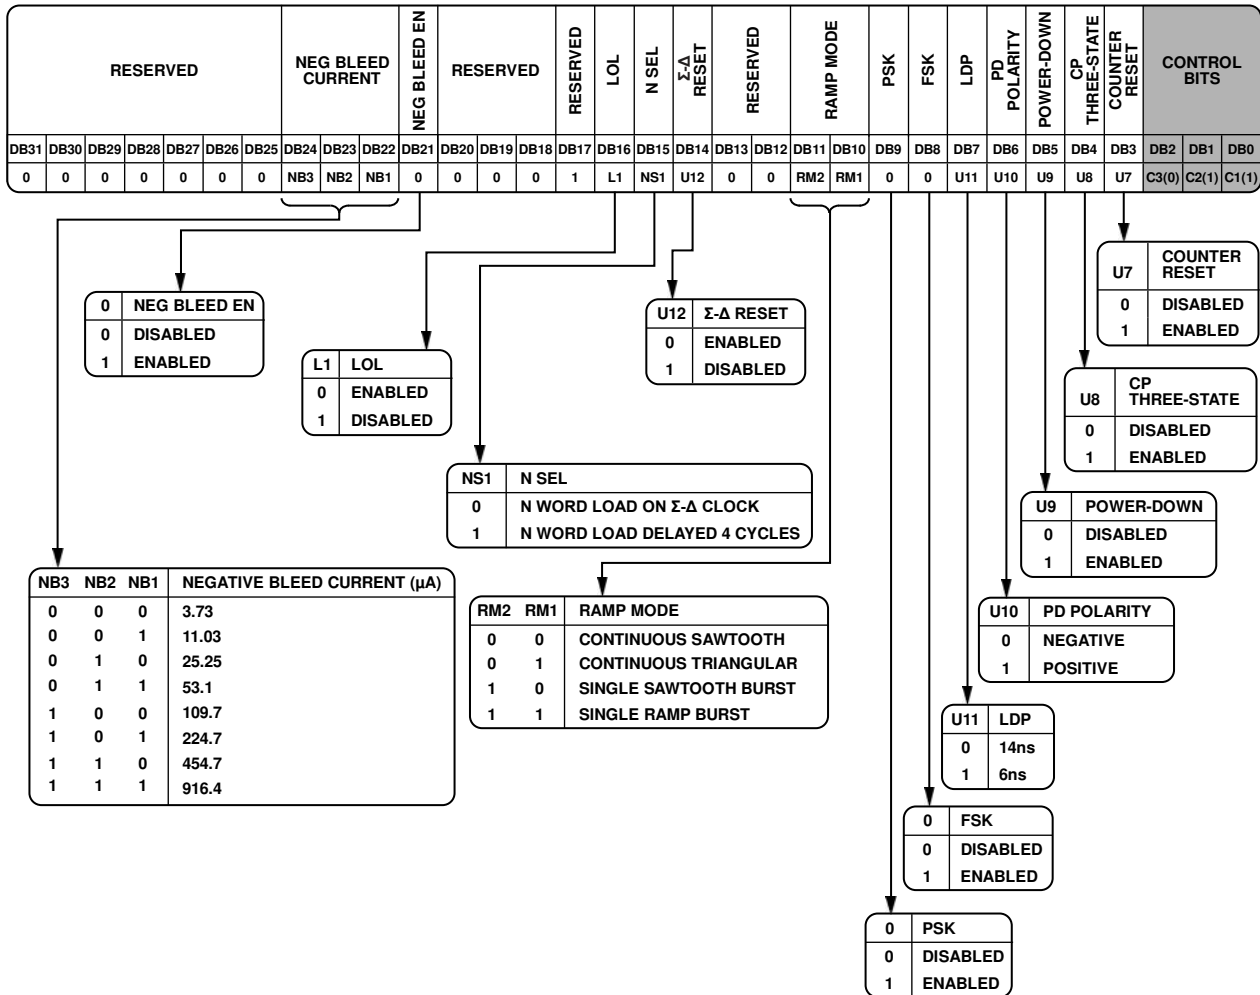 RESERVED
NEG BLEED CURRENT
NEG BLEED EN
RESERVED
RESERVED
LOL
N SEL
Σ-Δ RESET
RESERVED
RAMP MODE
PSK
FSK
LDP
PD POLARITY
POWER-DOWN
CP THREE-STATE
COUNTER RESET
CONTROL BITS
DB31 DB30 DB29 DB28 DB27 DB26 DB25 DB24 DB23 DB22 DB21 DB20 DB19 DB18 DB17 DB16 DB15 DB14 DB13 DB12 DB11 DB10 DB9 DB8 DB7 DB6 DB5 DB4 DB3 DB2 DB1 DB0
0 0 0 0 0 0 0 NB3 NB2 NB1 0 0 0 0 1 L1 NS1 U12 0 0 RM2 RM1 0 0 U11 U10 U9 U8 U7 C3(0) C2(1) C1(1)
U7 COUNTER RESET
0 DISABLED
1 ENABLED
0 NEG BLEED EN
0 DISABLED
1 ENABLED
U12 Σ-Δ RESET
0 ENABLED
1 DISABLED
L1 LOL
0 ENABLED
1 DISABLED
U8 CP THREE-STATE
0 DISABLED
1 ENABLED
NS1 N SEL
0 N WORD LOAD ON Σ-Δ CLOCK
1 N WORD LOAD DELAYED 4 CYCLES
U9 POWER-DOWN
0 DISABLED
1 ENABLED
NB3 NB2 NB1 NEGATIVE BLEED CURRENT (µA)
0 0 0 3.73
0 0 1 11.03
0 1 0 25.25
0 1 1 53.1
1 0 0 109.7
1 0 1 224.7
1 1 0 454.7
1 1 1 916.4
RM2 RM1 RAMP MODE
0 0 CONTINUOUS SAWTOOTH
0 1 CONTINUOUS TRIANGULAR
1 0 SINGLE SAWTOOTH BURST
1 1 SINGLE RAMP BURST
U10 PD POLARITY
0 NEGATIVE
1 POSITIVE
U11 LDP
0 14ns
1 6ns
0 FSK
0 DISABLED
1 ENABLED
0 PSK
0 DISABLED
1 ENABLED